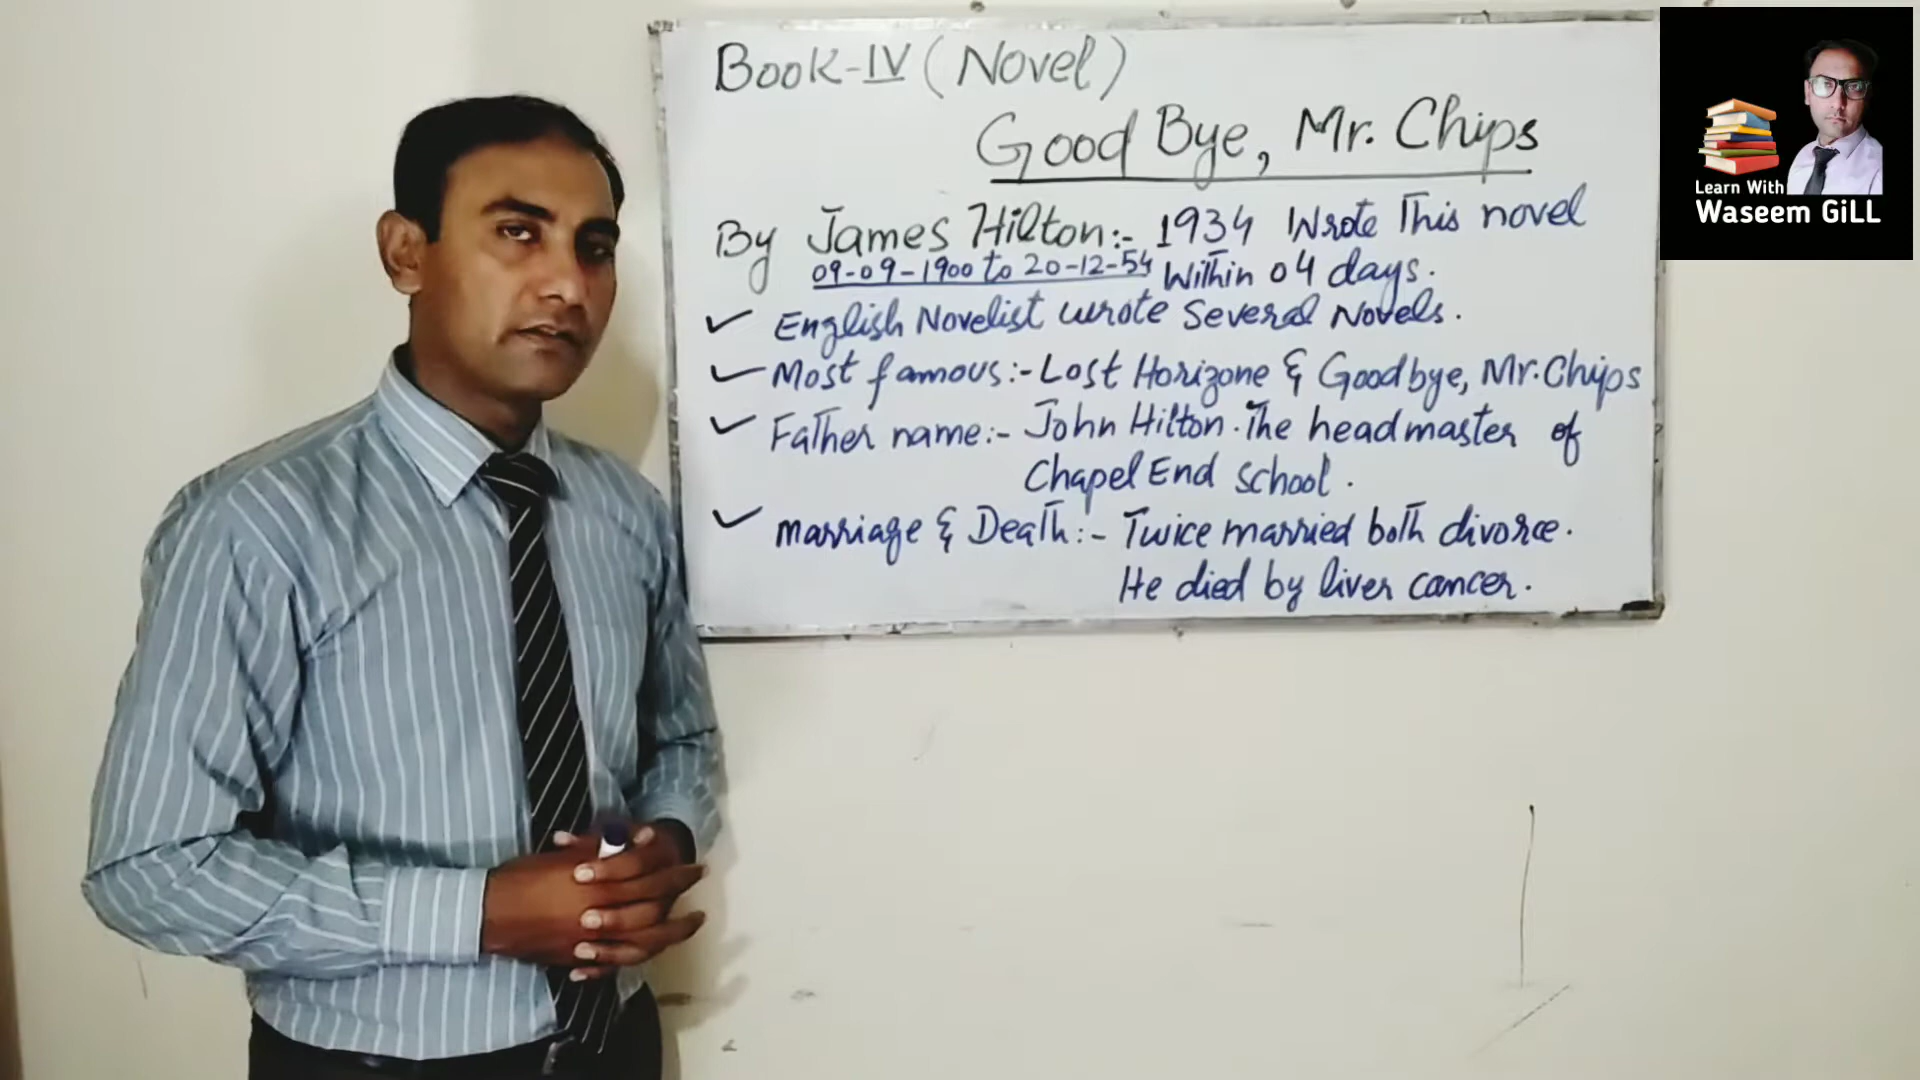 Book-IV (Novel)
Good Bye, Mr. Chips
By James Hilton:- 1934 Wrote This novel
09-09-1900 to 20-12-54 Within 04 days.
English Novelist wrote Several Novels.
Most famous:- Lost Horizone & Goodbye, Mr. Chips
Father name:- John Hilton. The headmaster of
Chapel End School.
Marriage & Death:- Twice married both divorce.
He died by liver cancer.
Learn With
Waseem GiLL